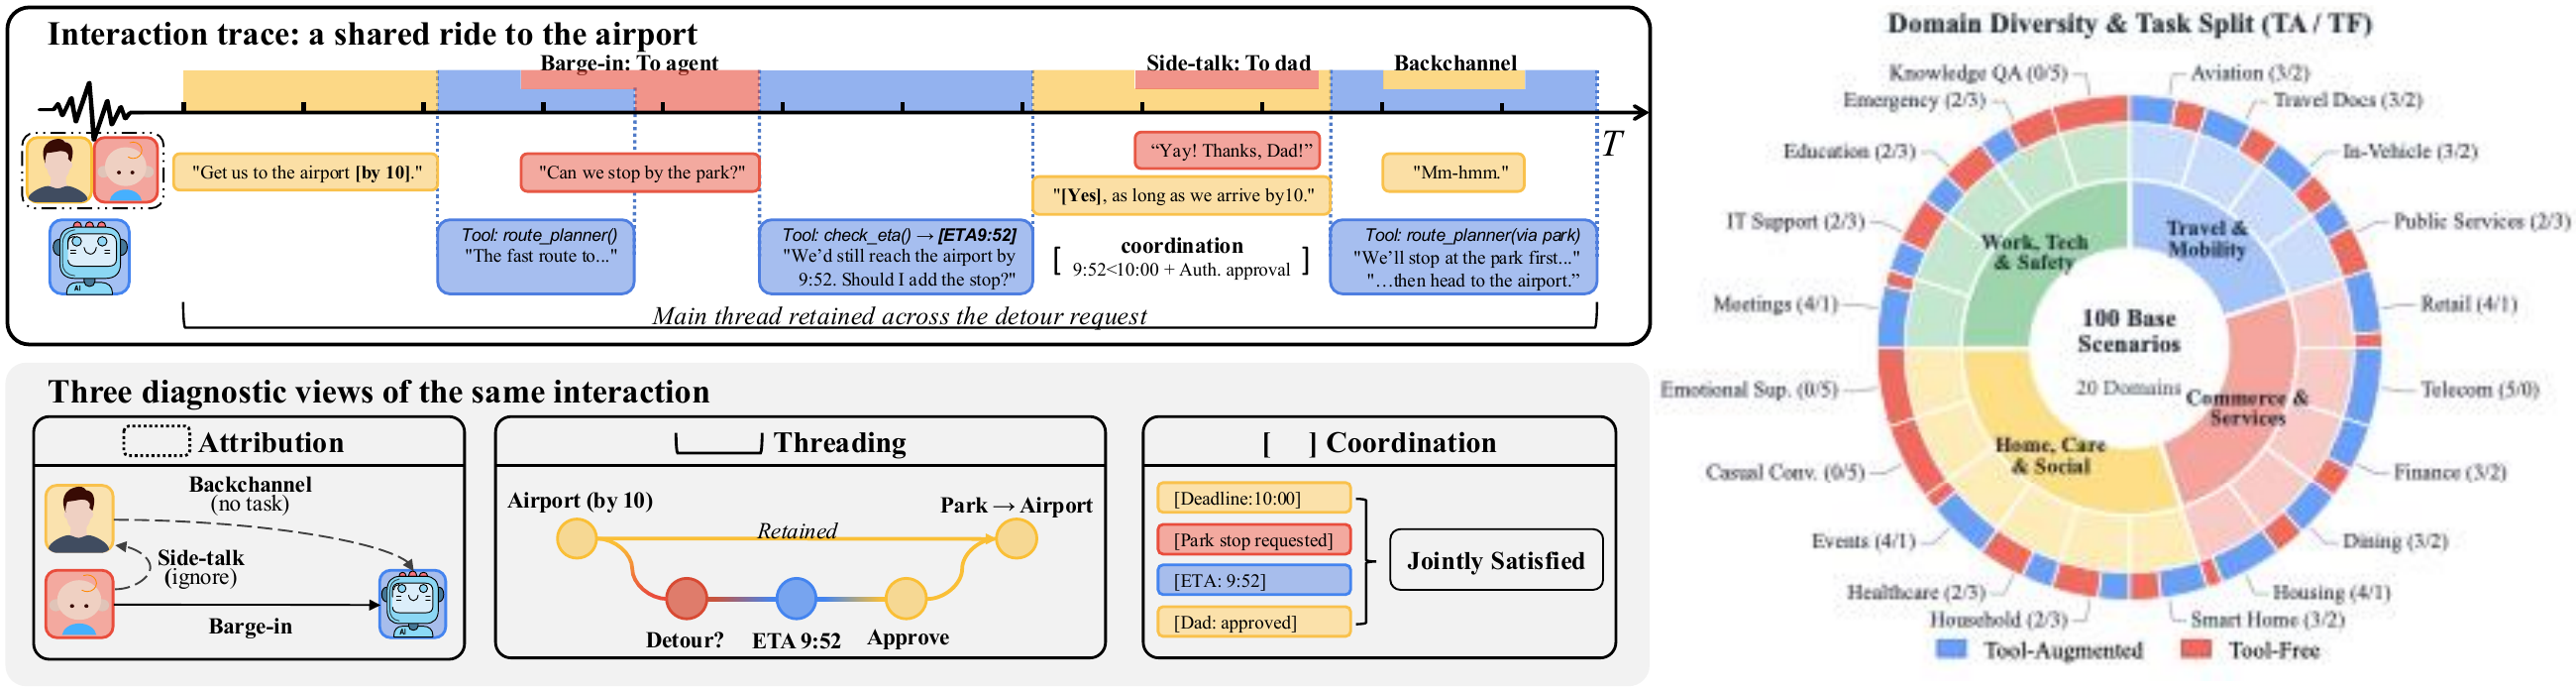 Interaction trace: a shared ride to the airport
Barge-in: To agent
Side-talk: To dad
Backchannel
T
"Get us to the airport [by 10]."
"Can we stop by the park?"
“Yay! Thanks, Dad!”
"[Yes], as long as we arrive by10."
"Mm-hmm."
Tool: route_planner()
"The fast route to..."
Tool: check_eta() → [ETA9:52]
"We’d still reach the airport by
9:52. Should I add the stop?"
[ coordination ]
9:52<10:00 + Auth. approval
Tool: route_planner(via park)
"We’ll stop at the park first..."
"…then head to the airport.”
AI
Main thread retained across the detour request
Three diagnostic views of the same interaction
Attribution
Backchannel
(no task)
Side-talk
(ignore)
Barge-in
AI
Threading
Airport (by 10)
Park → Airport
Retained
Detour?
ETA 9:52
Approve
[ ] Coordination
[Deadline:10:00]
[Park stop requested]
[ETA: 9:52]
[Dad: approved]
Jointly Satisfied
Domain Diversity & Task Split (TA / TF)
Knowledge QA (0/5)
Emergency (2/3)
Education (2/3)
IT Support (2/3)
Meetings (4/1)
Emotional Sup. (0/5)
Casual Conv. (0/5)
Events (4/1)
Healthcare (2/3)
Household (2/3)
Aviation (3/2)
Travel Docs (3/2)
In-Vehicle (3/2)
Public Services (2/3)
Retail (4/1)
Telecom (5/0)
Finance (3/2)
Dining (3/2)
Housing (4/1)
Smart Home (3/2)
Work, Tech
& Safety
Travel &
Mobility
100 Base
Scenarios
20 Domains
Commerce &
Services
Home, Care
& Social
Tool-Augmented
Tool-Free